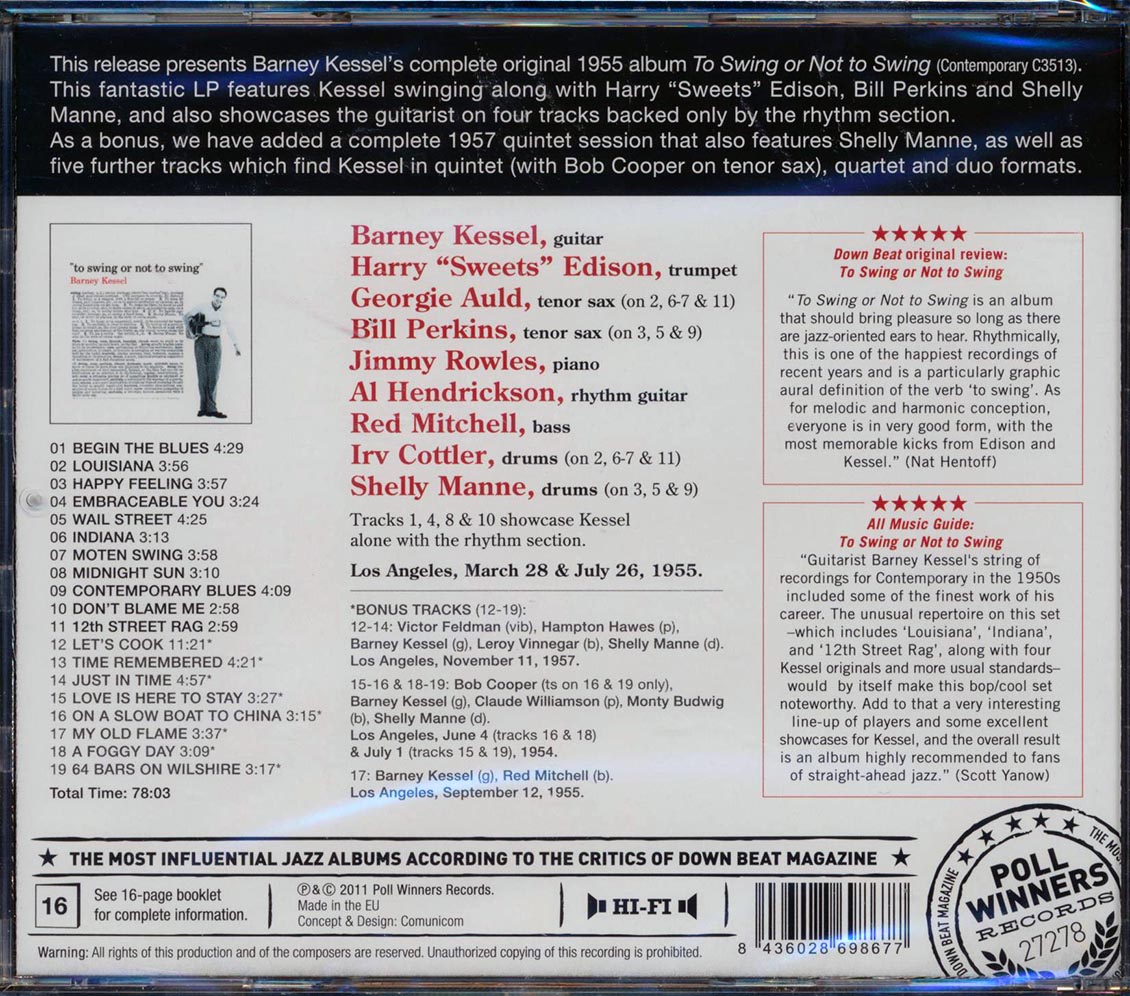 This release presents Barney Kessel's complete original 1955 album To Swing or Not to Swing (Contemporary C3513).
This fantastic LP features Kessel swinging along with Harry “Sweets” Edison, Bill Perkins and Shelly
Manne, and also showcases the guitarist on four tracks backed only by the rhythm section.
As a bonus, we have added a complete 1957 quintet session that also features Shelly Manne, as well as
five further tracks which find Kessel in quintet (with Bob Cooper on tenor sax), quartet and duo formats.
"to swing or not to swing"
Barney Kessel
01 BEGIN THE BLUES 4:29
02 LOUISIANA 3:56
03 HAPPY FEELING 3:57
04 EMBRACEABLE YOU 3:24
05 WAIL STREET 4:25
06 INDIANA 3:13
07 MOTEN SWING 3:58
08 MIDNIGHT SUN 3:10
09 CONTEMPORARY BLUES 4:09
10 DON'T BLAME ME 2:58
11 12th STREET RAG 2:59
12 LET'S COOK 11:21*
13 TIME REMEMBERED 4:21*
14 JUST IN TIME 4:57*
15 LOVE IS HERE TO STAY 3:27*
16 ON A SLOW BOAT TO CHINA 3:15*
17 MY OLD FLAME 3:37*
18 A FOGGY DAY 3:09*
19 64 BARS ON WILSHIRE 3:17*
Total Time: 78:03
Barney Kessel, guitar
Harry “Sweets” Edison, trumpet
Georgie Auld, tenor sax (on 2, 6-7 & 11)
Bill Perkins, tenor sax (on 3, 5 & 9)
Jimmy Rowles, piano
Al Hendrickson, rhythm guitar
Red Mitchell, bass
Irv Cottler, drums (on 2, 6-7 & 11)
Shelly Manne, drums (on 3, 5 & 9)
Tracks 1, 4, 8 & 10 showcase Kessel
alone with the rhythm section.
Los Angeles, March 28 & July 26, 1955.
*BONUS TRACKS (12-19):
12-14: Victor Feldman (vib), Hampton Hawes (p),
Barney Kessel (g), Leroy Vinnegar (b), Shelly Manne (d).
Los Angeles, November 11, 1957.
15-16 & 18-19: Bob Cooper (ts on 16 & 19 only),
Barney Kessel (g), Claude Williamson (p), Monty Budwig
(b), Shelly Manne (d).
Los Angeles, June 4 (tracks 16 & 18)
& July 1 (tracks 15 & 19), 1954.
17: Barney Kessel (g), Red Mitchell (b).
Los Angeles, September 12, 1955.
★★★★★
Down Beat original review:
To Swing or Not to Swing
“To Swing or Not to Swing is an album
that should bring pleasure so long as there
are jazz-oriented ears to hear. Rhythmically,
this is one of the happiest recordings of
recent years and is a particularly graphic
aural definition of the verb ‘to swing’. As
for melodic and harmonic conception,
everyone is in very good form, with the
most memorable kicks from Edison and
Kessel.” (Nat Hentoff)
★★★★★
All Music Guide:
To Swing or Not to Swing
“Guitarist Barney Kessel's string of
recordings for Contemporary in the 1950s
included some of the finest work of his
career. The unusual repertoire on this set
–which includes ‘Louisiana’, ‘Indiana’,
and ‘12th Street Rag’, along with four
Kessel originals and more usual standards–
would by itself make this bop/cool set
noteworthy. Add to that a very interesting
line-up of players and some excellent
showcases for Kessel, and the overall result
is an album highly recommended to fans
of straight-ahead jazz.” (Scott Yanow)
★ THE MOST INFLUENTIAL JAZZ ALBUMS ACCORDING TO THE CRITICS OF DOWN BEAT MAGAZINE ★
16
See 16-page booklet
for complete information.
℗&© 2011 Poll Winners Records.
Made in the EU
Concept & Design: Comunicom
HI-FI
8 436028 698677
Warning: All rights of this production and of the composers are reserved. Unauthorized copying of this recording is prohibited.
DOWN BEAT MAGAZINE ★ ★ ★ ★ ★ THE
POLL
WINNERS
RECORDS
27278